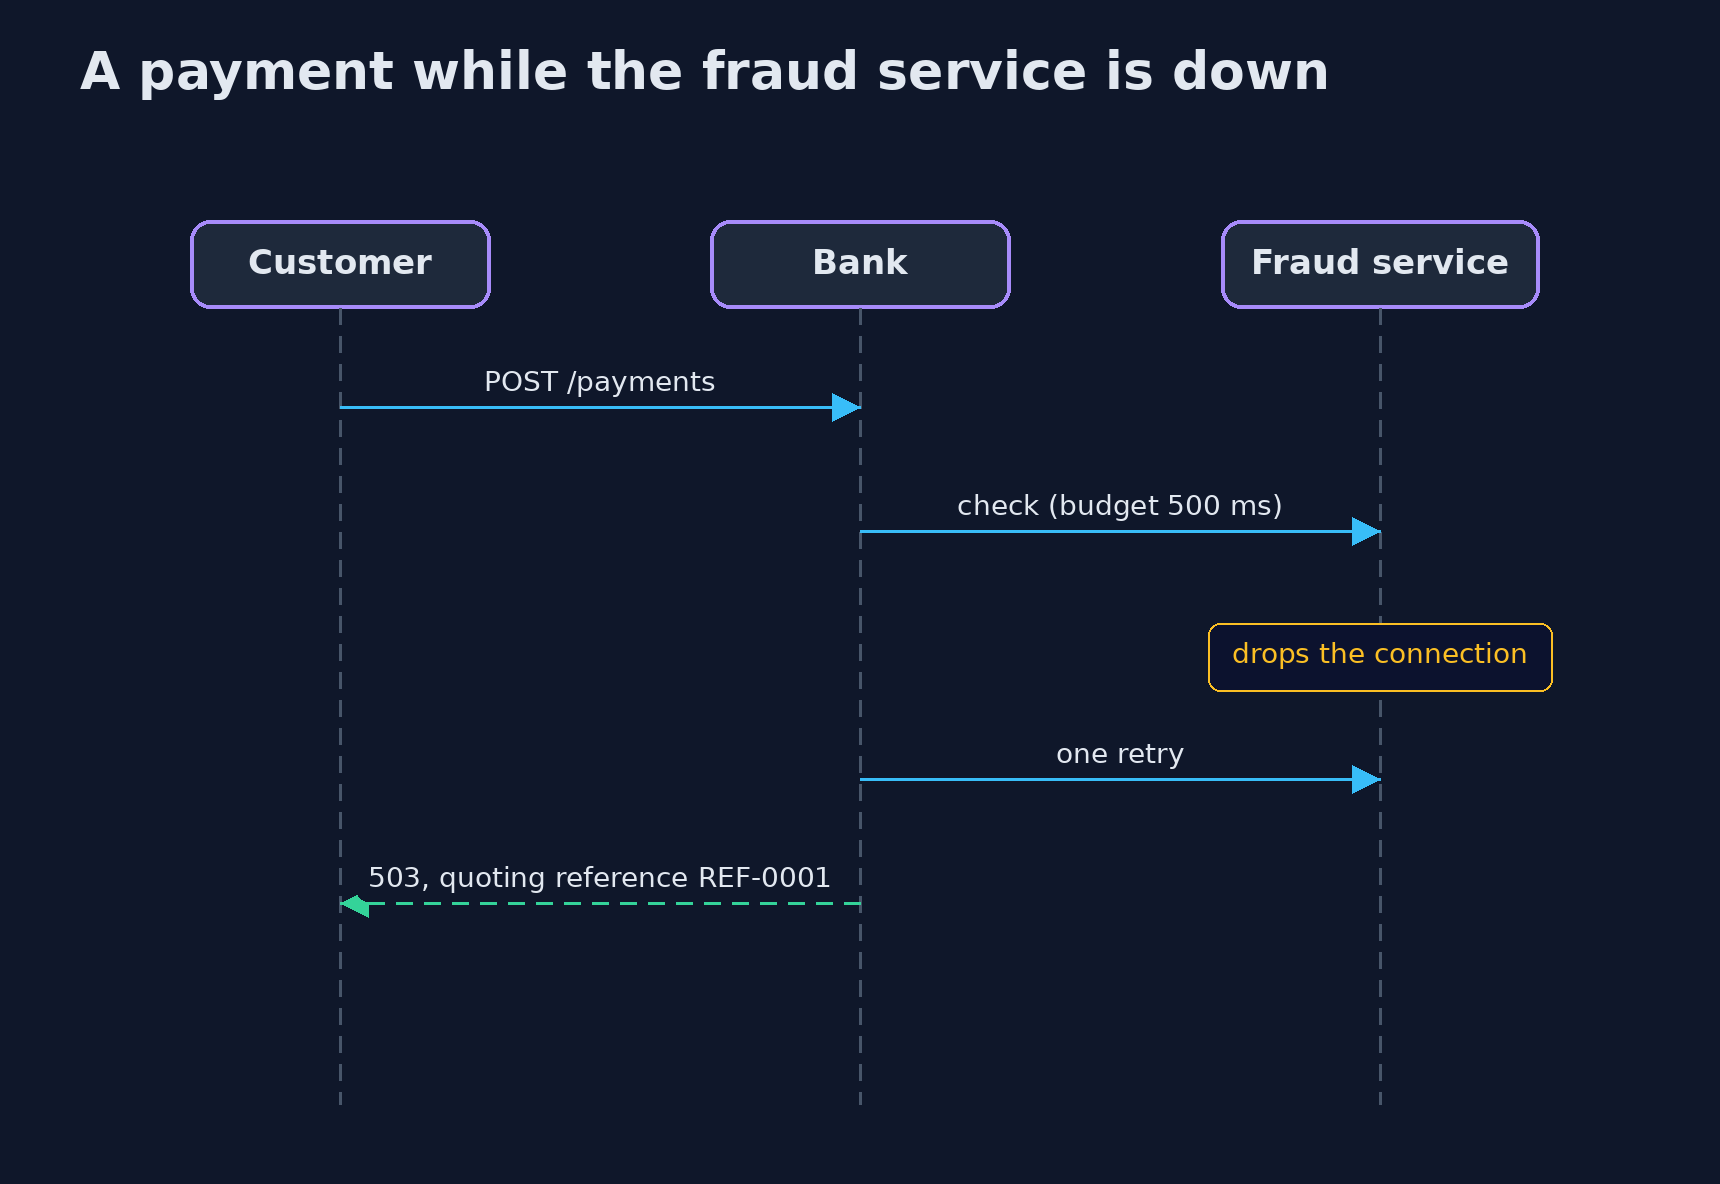 A payment while the fraud service is down
Customer
Bank
Fraud service
POST /payments
check (budget 500 ms)
drops the connection
one retry
503, quoting reference REF-0001